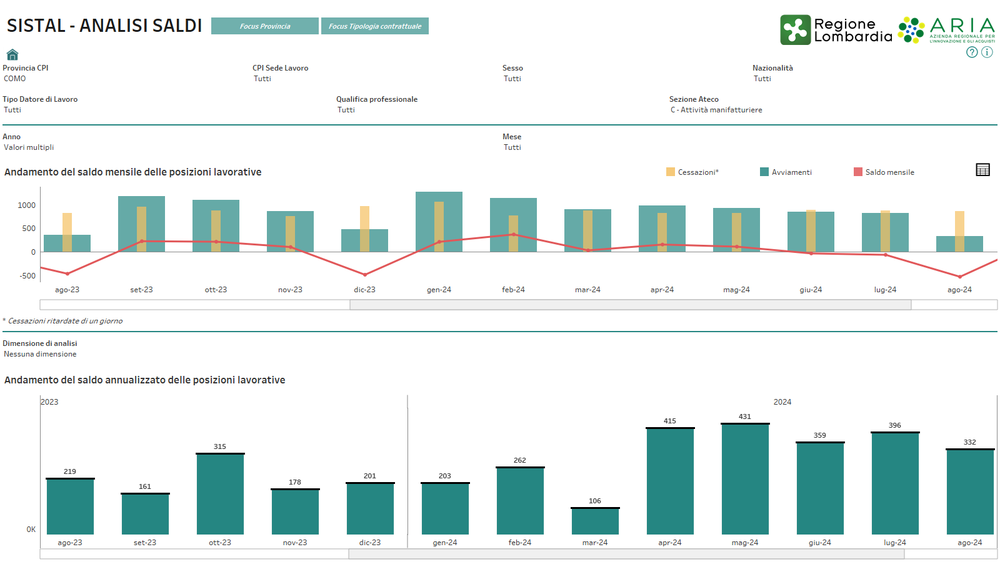 SISTAL - ANALISI SALDI
Focus Provincia
Focus Tipologia contrattuale
Regione
Lombardia
ARIA
AZIENDA REGIONALE PER
L'INNOVAZIONE E GLI ACQUISTI
? i
Provincia CPI
COMO
CPI Sede Lavoro
Tutti
Sesso
Tutti
Nazionalità
Tutti
Tipo Datore di Lavoro
Tutti
Qualifica professionale
Tutti
Sezione Ateco
C - Attività manifatturiere
Anno
Valori multipli
Mese
Tutti
Andamento del saldo mensile delle posizioni lavorative
Cessazioni*
Avviamenti
Saldo mensile
1000
500
0
-500
ago-23 set-23 ott-23 nov-23 dic-23 gen-24 feb-24 mar-24 apr-24 mag-24 giu-24 lug-24 ago-24
* Cessazioni ritardate di un giorno
Dimensione di analisi
Nessuna dimensione
Andamento del saldo annualizzato delle posizioni lavorative
2023 2024
219 161 315 178 201 203 262 106 415 431 359 396 332
0K
ago-23 set-23 ott-23 nov-23 dic-23 gen-24 feb-24 mar-24 apr-24 mag-24 giu-24 lug-24 ago-24